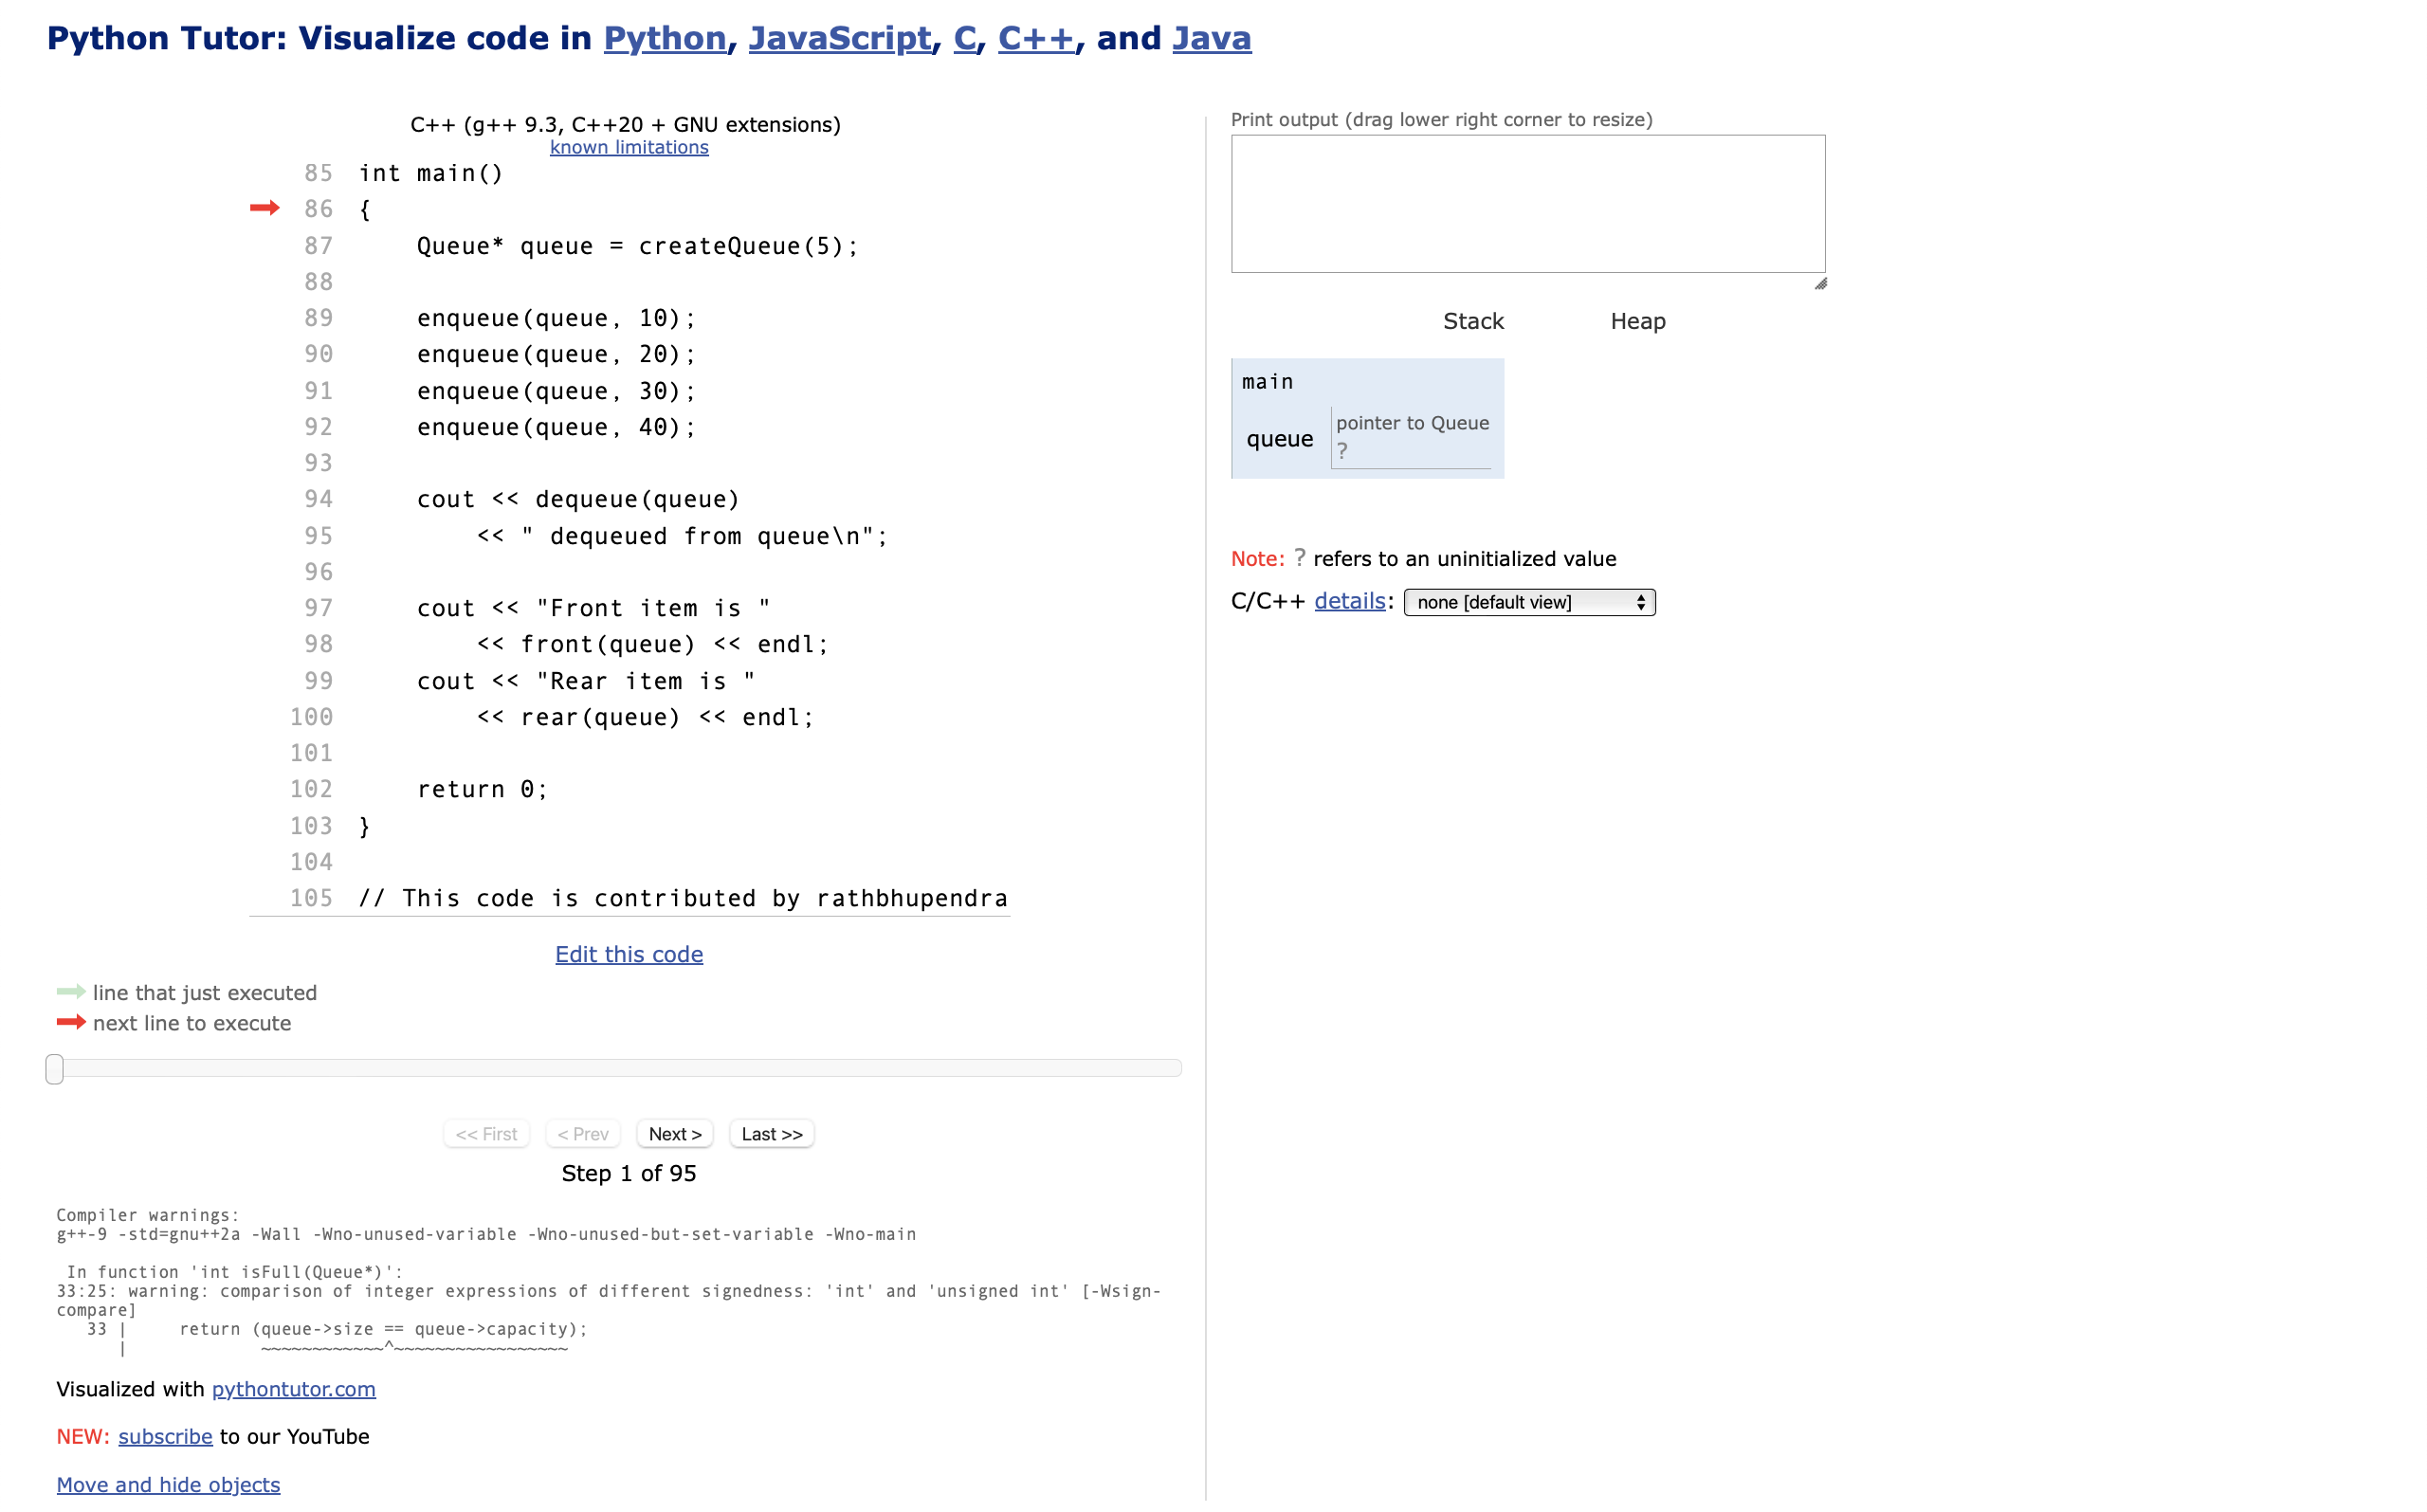 Python Tutor: Visualize code in Python, JavaScript, C, C++, and Java
C++ (g++ 9.3, C++20 + GNU extensions)
known limitations
85 int main()
86 {
87     Queue* queue = createQueue(5);
88
89     enqueue(queue, 10);
90     enqueue(queue, 20);
91     enqueue(queue, 30);
92     enqueue(queue, 40);
93
94     cout << dequeue(queue)
95         << " dequeued from queue\n";
96
97     cout << "Front item is "
98         << front(queue) << endl;
99     cout << "Rear item is "
100         << rear(queue) << endl;
101
102     return 0;
103 }
104
105 // This code is contributed by rathbhupendra
Edit this code
line that just executed
next line to execute
<< First < Prev Next > Last >>
Step 1 of 95
Compiler warnings:
g++-9 -std=gnu++2a -Wall -Wno-unused-variable -Wno-unused-but-set-variable -Wno-main
In function 'int isFull(Queue*)':
33:25: warning: comparison of integer expressions of different signedness: 'int' and 'unsigned int' [-Wsign-
compare]
33 |     return (queue->size == queue->capacity);
|             ~~~~~~~~~~~~^~~~~~~~~~~~~~~~~~
Visualized with pythontutor.com
NEW: subscribe to our YouTube
Move and hide objects
Print output (drag lower right corner to resize)
Stack Heap
main
queue pointer to Queue
?
Note: ? refers to an uninitialized value
C/C++ details: none [default view]